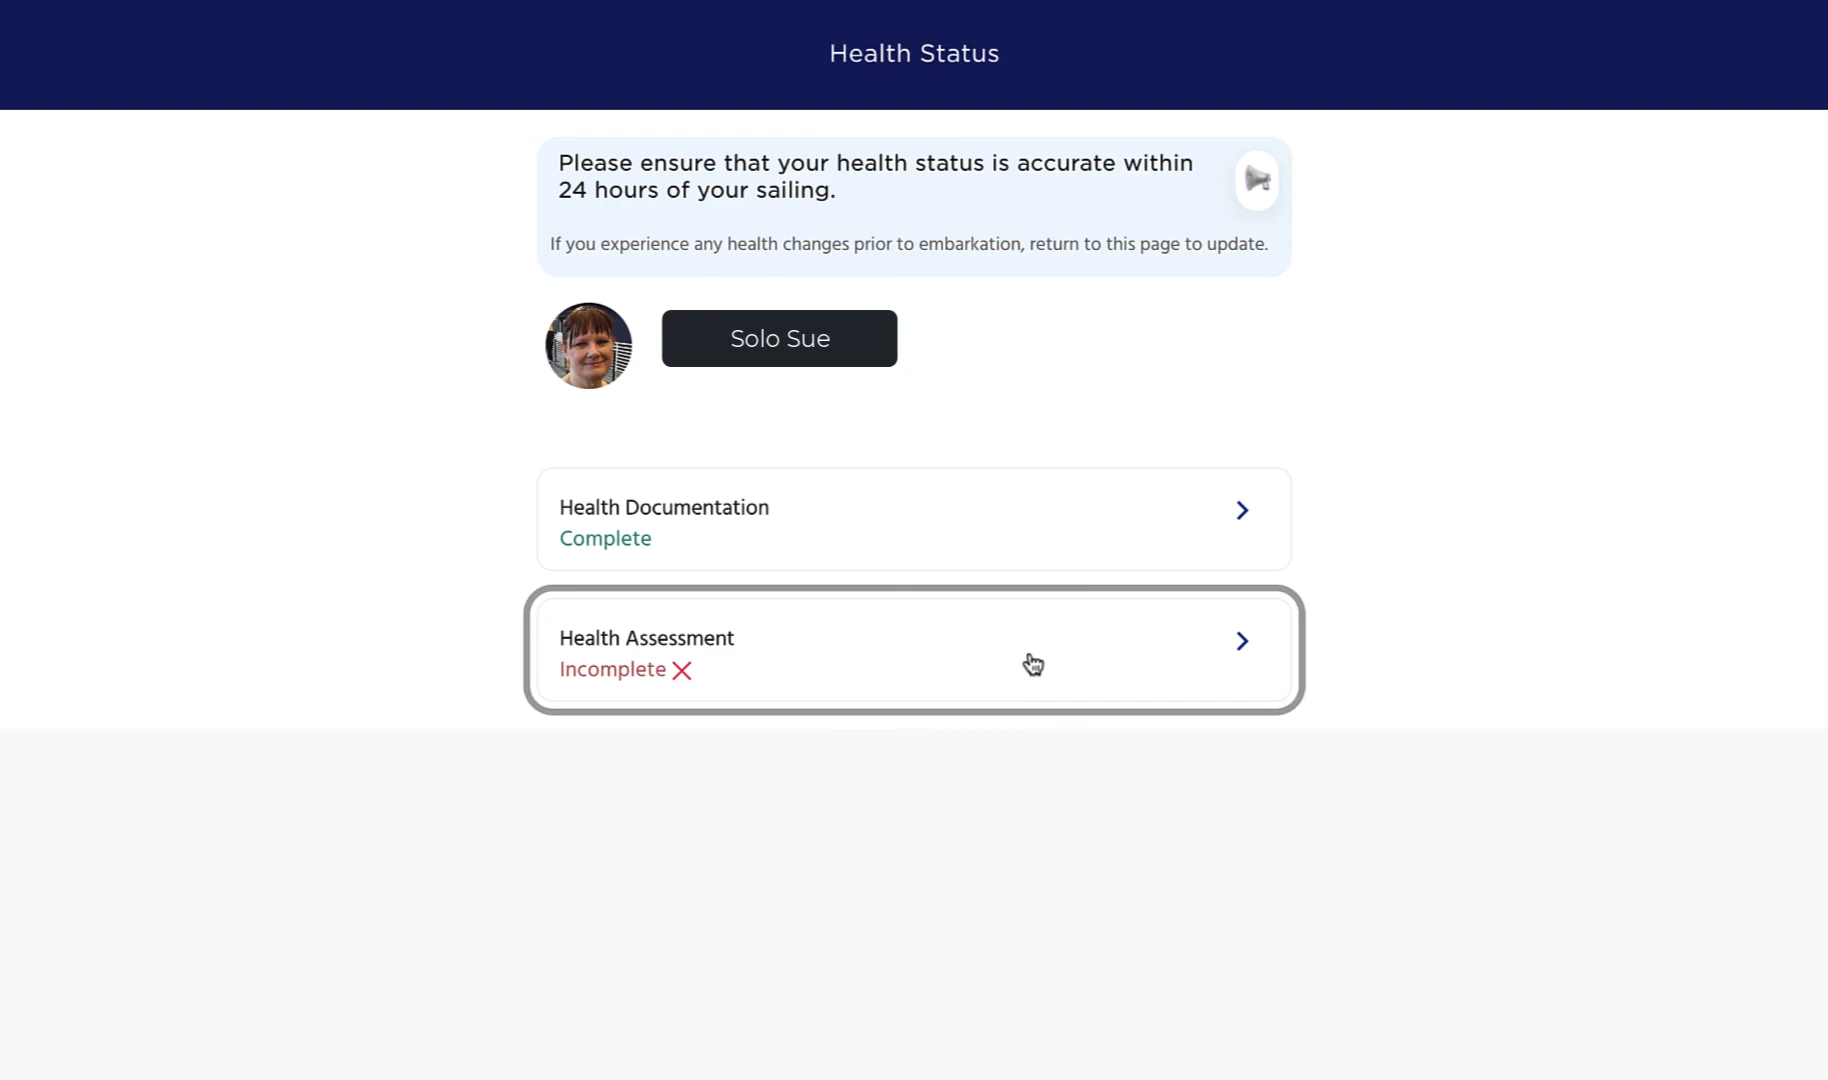 Health Status
Please ensure that your health status is accurate within
24 hours of your sailing.
If you experience any health changes prior to embarkation, return to this page to update.
Solo Sue
Health Documentation
Complete
Health Assessment
Incomplete